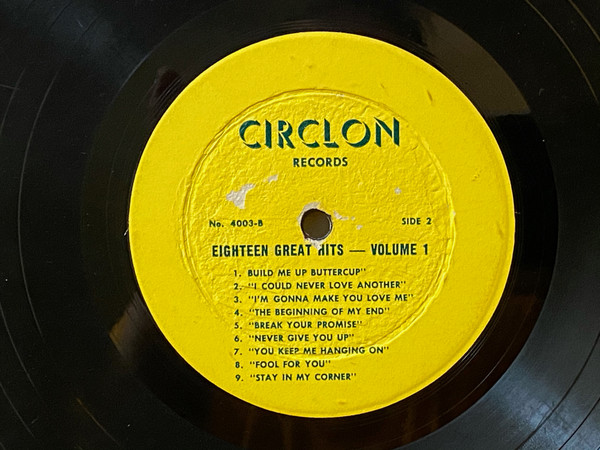 CIRCLON
RECORDS
No. 4003-B SIDE 2
EIGHTEEN GREAT HITS — VOLUME 1
1. BUILD ME UP BUTTERCUP"
2. "I COULD NEVER LOVE ANOTHER"
3. "I'M GONNA MAKE YOU LOVE ME"
4. "THE BEGINNING OF MY END"
5. "BREAK YOUR PROMISE"
6. "NEVER GIVE YOU UP"
7. "YOU KEEP ME HANGING ON"
8. "FOOL FOR YOU"
9. "STAY IN MY CORNER"